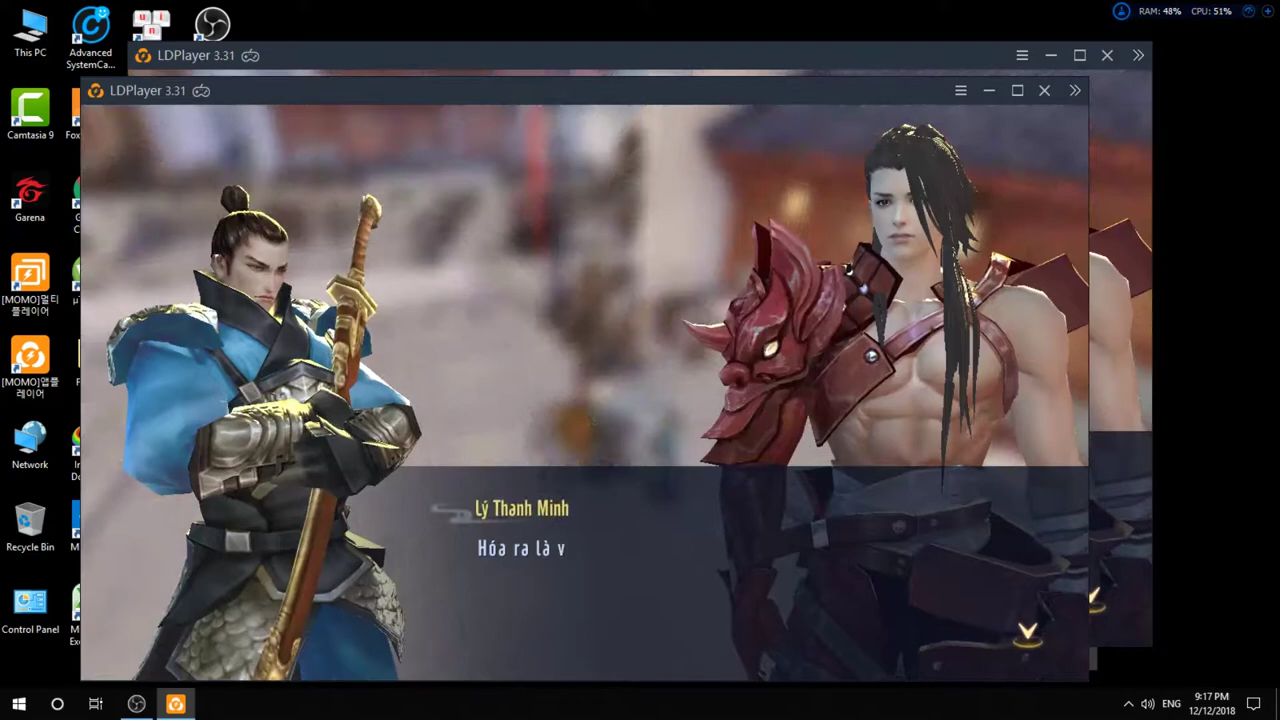 This PC
Advanced SystemCa...
RAM: 48%
CPU: 51%
LDPlayer 3.31
LDPlayer 3.31
Camtasia 9
Garena
[MOMO]멀티
플레이어
[MOMO]앱플
레이어
Network
Recycle Bin
Control Panel
Lý Thanh Minh
Hóa ra là v
ENG
9:17 PM
12/12/2018